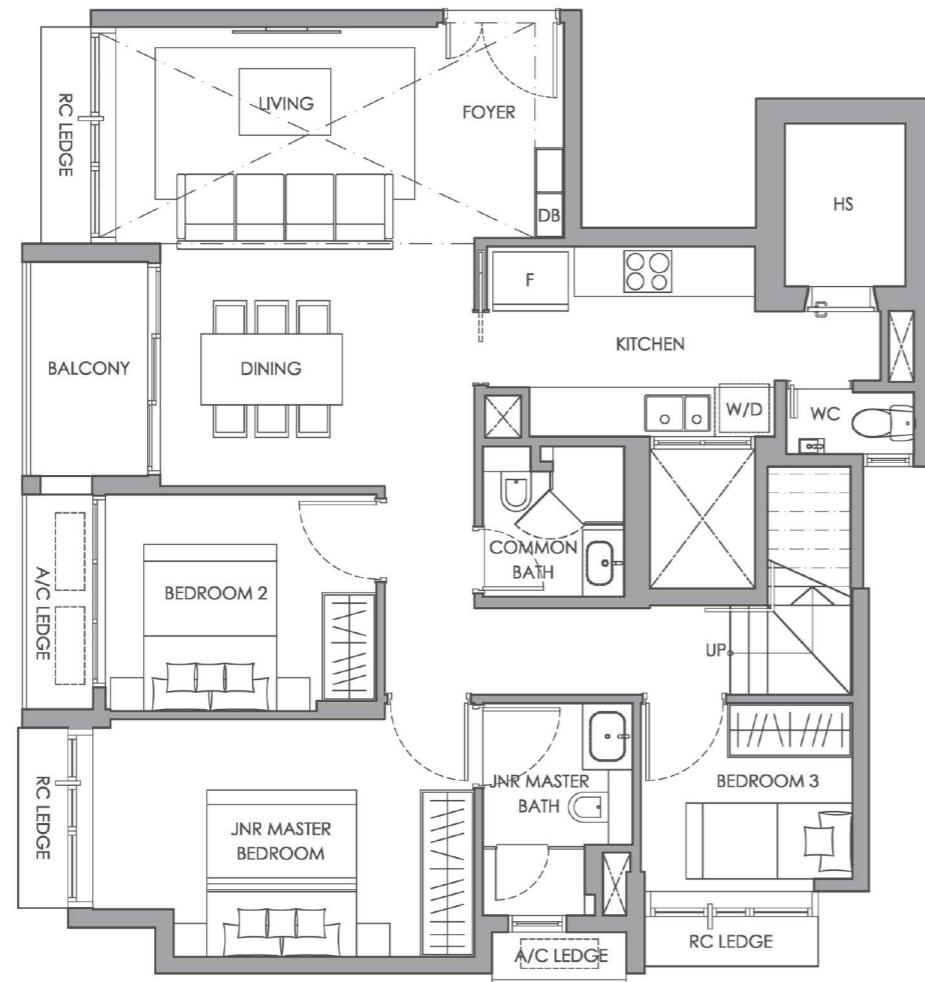 LIVING
FOYER
RC LEDGE
HS
DB
F
KITCHEN
BALCONY
DINING
W/D
WC
COMMON
BATH
A/C LEDGE
BEDROOM 2
UP
RC LEDGE
JNR MASTER
BATH
BEDROOM 3
JNR MASTER
BEDROOM
RC LEDGE
A/C LEDGE